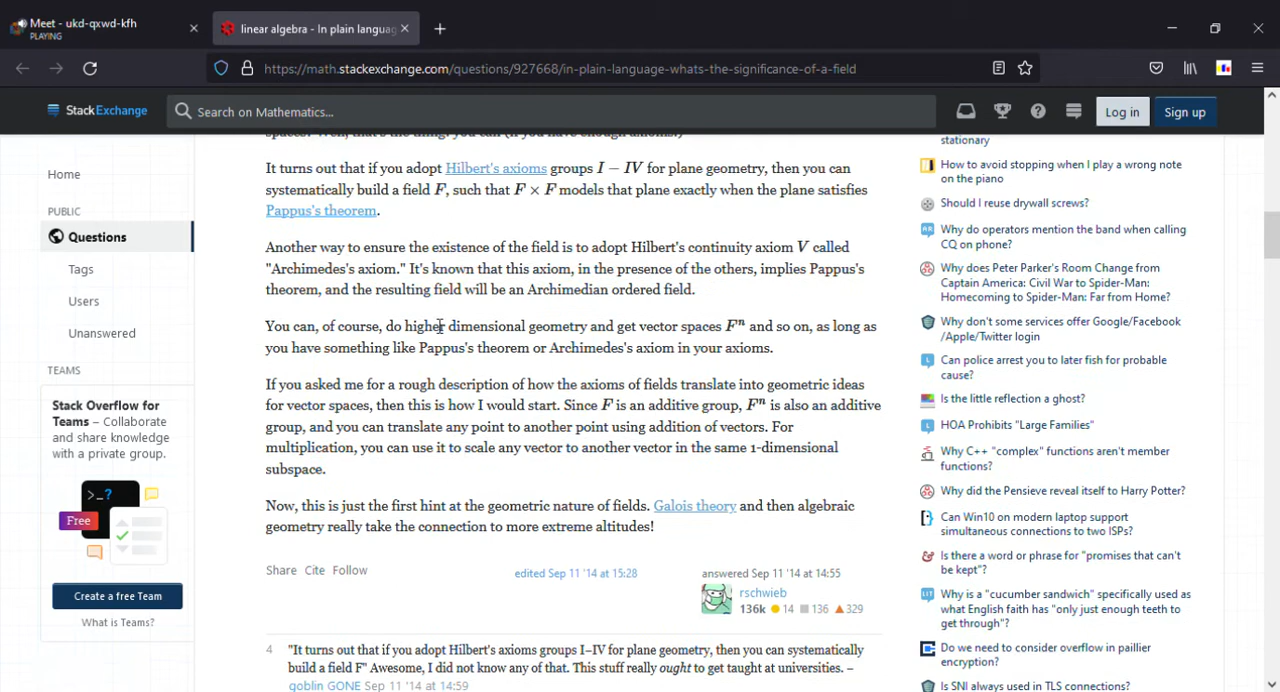 Meet - ukd-qxwd-kfh
PLAYING
linear algebra - In plain languag
https://math.stackexchange.com/questions/927668/in-plain-language-whats-the-significance-of-a-field
StackExchange
Search on Mathematics...
Log in
Sign up
Home
PUBLIC
Questions
Tags
Users
Unanswered
TEAMS
Stack Overflow for
Teams – Collaborate
and share knowledge
with a private group.
>_?
Free
Create a free Team
What is Teams?
spaces? Well, that's the thing: you can (if you have enough axioms.)
It turns out that if you adopt Hilbert's axioms groups I − IV for plane geometry, then you can
systematically build a field F, such that F × F models that plane exactly when the plane satisfies
Pappus's theorem.
Another way to ensure the existence of the field is to adopt Hilbert's continuity axiom V called
"Archimedes's axiom." It's known that this axiom, in the presence of the others, implies Pappus's
theorem, and the resulting field will be an Archimedian ordered field.
You can, of course, do higher dimensional geometry and get vector spaces Fⁿ and so on, as long as
you have something like Pappus's theorem or Archimedes's axiom in your axioms.
If you asked me for a rough description of how the axioms of fields translate into geometric ideas
for vector spaces, then this is how I would start. Since F is an additive group, Fⁿ is also an additive
group, and you can translate any point to another point using addition of vectors. For
multiplication, you can use it to scale any vector to another vector in the same 1-dimensional
subspace.
Now, this is just the first hint at the geometric nature of fields. Galois theory and then algebraic
geometry really take the connection to more extreme altitudes!
Share Cite Follow
edited Sep 11 '14 at 15:28
answered Sep 11 '14 at 14:55
rschwieb
136k 14 136 329
4 "It turns out that if you adopt Hilbert's axioms groups I–IV for plane geometry, then you can systematically
build a field F" Awesome, I did not know any of that. This stuff really ought to get taught at universities. –
goblin GONE Sep 11 '14 at 14:59
stationary
How to avoid stopping when I play a wrong note
on the piano
Should I reuse drywall screws?
Why do operators mention the band when calling
CQ on phone?
Why does Peter Parker's Room Change from
Captain America: Civil War to Spider-Man:
Homecoming to Spider-Man: Far from Home?
Why don't some services offer Google/Facebook
/Apple/Twitter login
Can police arrest you to later fish for probable
cause?
Is the little reflection a ghost?
HOA Prohibits "Large Families"
Why C++ "complex" functions aren't member
functions?
Why did the Pensieve reveal itself to Harry Potter?
Can Win10 on modern laptop support
simultaneous connections to two ISPs?
Is there a word or phrase for "promises that can't
be kept"?
Why is a "cucumber sandwich" specifically used as
what English faith has "only just enough teeth to
get through"?
Do we need to consider overflow in paillier
encryption?
Is SNI always used in TLS connections?